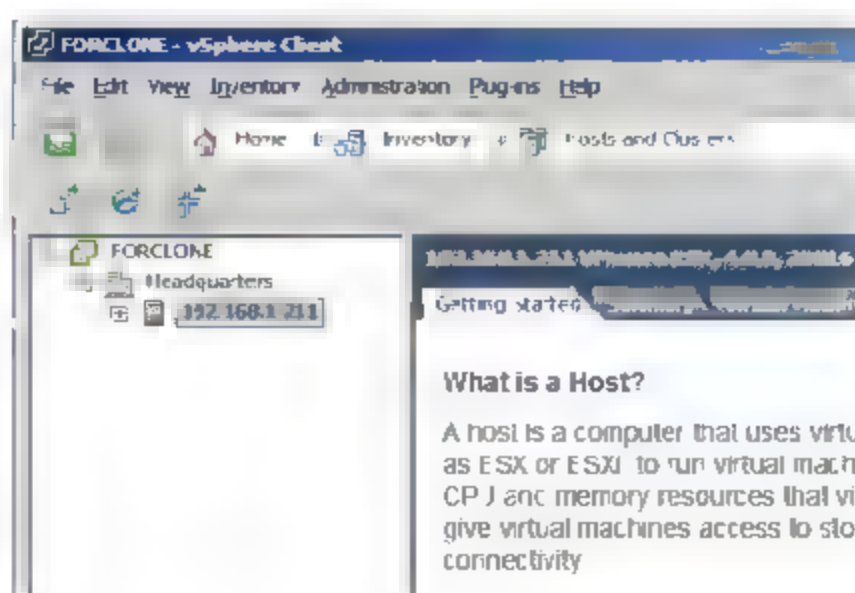 FORCLONE - vSphere Client
File Edit View Inventory Administration Plug-ins Help
Home Inventory Hosts and Clusters
FORCLONE
Headquarters
192.168.1.211
Getting Started
What is a Host?
A host is a computer that uses virtu
as ESX or ESXi to run virtual mach
CPU and memory resources that vi
give virtual machines access to sto
connectivity